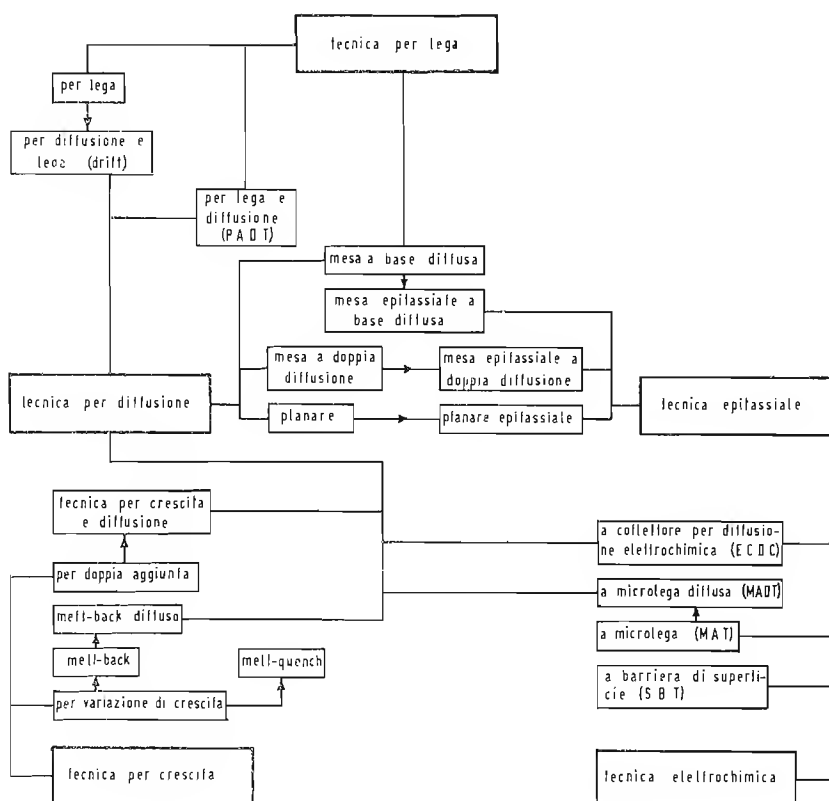 tecnica per lega
per lega
per diffusione e
lega (drift)
per lega e
diffusione
(PADT)
mesa a base diffusa
mesa epitassiale a
base diffusa
mesa a doppia
diffusione
mesa epitassiale a
doppia diffusione
tecnica per diffusione
planare
planare epitassiale
tecnica epitassiale
tecnica per crescita
e diffusione
per doppia aggiunta
melt-back diffuso
melt-back
melt-quench
per variazione di crescita
tecnica per crescita
a collettore per diffusio-
ne elettrochimica (ECDC)
a microlega diffusa (MADT)
a microlega (MAT)
a barriera di superfi-
cie (SBT)
tecnica elettrochimica